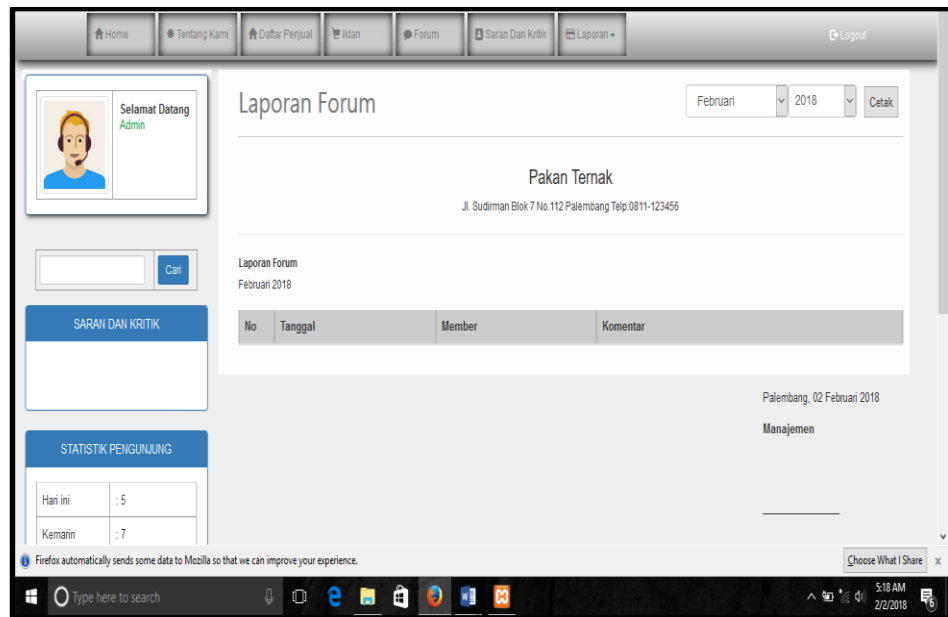 Home Tentang Kami Daftar Penjual Iklan Forum Saran Dan Kritik Laporan Logout
Selamat Datang
Admin
Cari
SARAN DAN KRITIK
STATISTIK PENGUNJUNG
Hari ini : 5
Kemarin : 7
Laporan Forum
Februari 2018 Cetak
Pakan Ternak
Jl. Sudirman Blok 7 No.112 Palembang Telp.0811-123456
Laporan Forum
Februari 2018
No Tanggal Member Komentar
Palembang, 02 Februari 2018
Manajemen
Firefox automatically sends some data to Mozilla so that we can improve your experience. Choose What I Share x
Type here to search
5:18 AM
2/2/2018
6